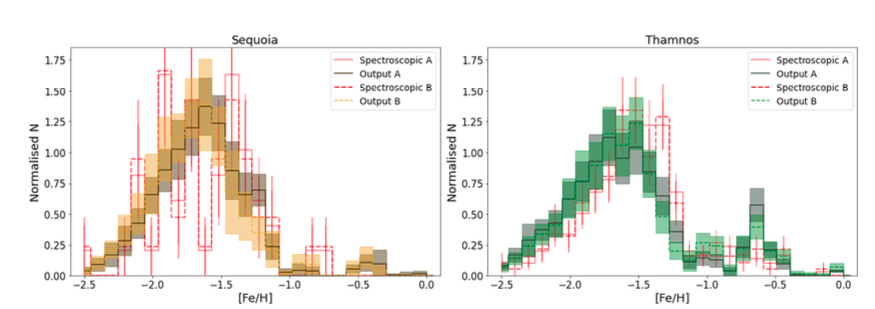 Sequoia
Spectroscopic A
Output A
Spectroscopic B
Output B
Normalised N
1.75
1.50
1.25
1.00
0.75
0.50
0.25
0.00
−2.5 −2.0 −1.5 −1.0 −0.5 0.0
[Fe/H]
Thamnos
Spectroscopic A
Output A
Spectroscopic B
Output B
Normalised N
1.75
1.50
1.25
1.00
0.75
0.50
0.25
0.00
−2.5 −2.0 −1.5 −1.0 −0.5 0.0
[Fe/H]